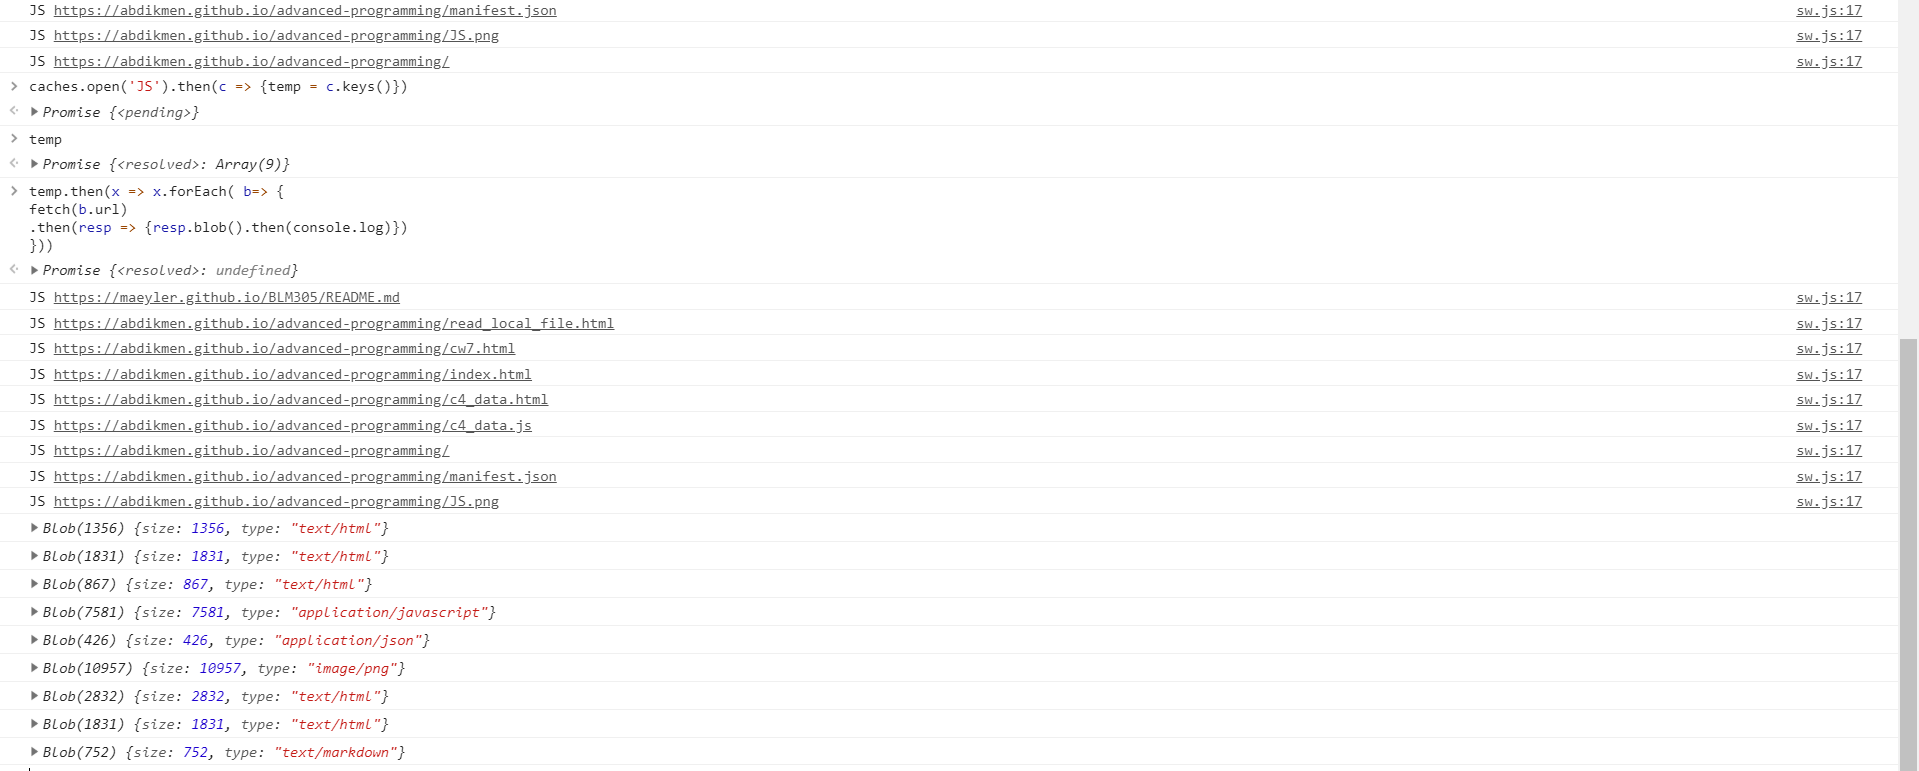 JS https://abdikmen.github.io/advanced-programming/manifest.json sw.js:17
JS https://abdikmen.github.io/advanced-programming/JS.png sw.js:17
JS https://abdikmen.github.io/advanced-programming/ sw.js:17
caches.open('JS').then(c => {temp = c.keys()})
Promise {<pending>}
temp
Promise {<resolved>: Array(9)}
temp.then(x => x.forEach( b=> {
fetch(b.url)
.then(resp => {resp.blob().then(console.log)})
}))
Promise {<resolved>: undefined}
JS https://maeyler.github.io/BLM305/README.md sw.js:17
JS https://abdikmen.github.io/advanced-programming/read_local_file.html sw.js:17
JS https://abdikmen.github.io/advanced-programming/cw7.html sw.js:17
JS https://abdikmen.github.io/advanced-programming/index.html sw.js:17
JS https://abdikmen.github.io/advanced-programming/c4_data.html sw.js:17
JS https://abdikmen.github.io/advanced-programming/c4_data.js sw.js:17
JS https://abdikmen.github.io/advanced-programming/ sw.js:17
JS https://abdikmen.github.io/advanced-programming/manifest.json sw.js:17
JS https://abdikmen.github.io/advanced-programming/JS.png sw.js:17
Blob(1356) {size: 1356, type: "text/html"}
Blob(1831) {size: 1831, type: "text/html"}
Blob(867) {size: 867, type: "text/html"}
Blob(7581) {size: 7581, type: "application/javascript"}
Blob(426) {size: 426, type: "application/json"}
Blob(10957) {size: 10957, type: "image/png"}
Blob(2832) {size: 2832, type: "text/html"}
Blob(1831) {size: 1831, type: "text/html"}
Blob(752) {size: 752, type: "text/markdown"}